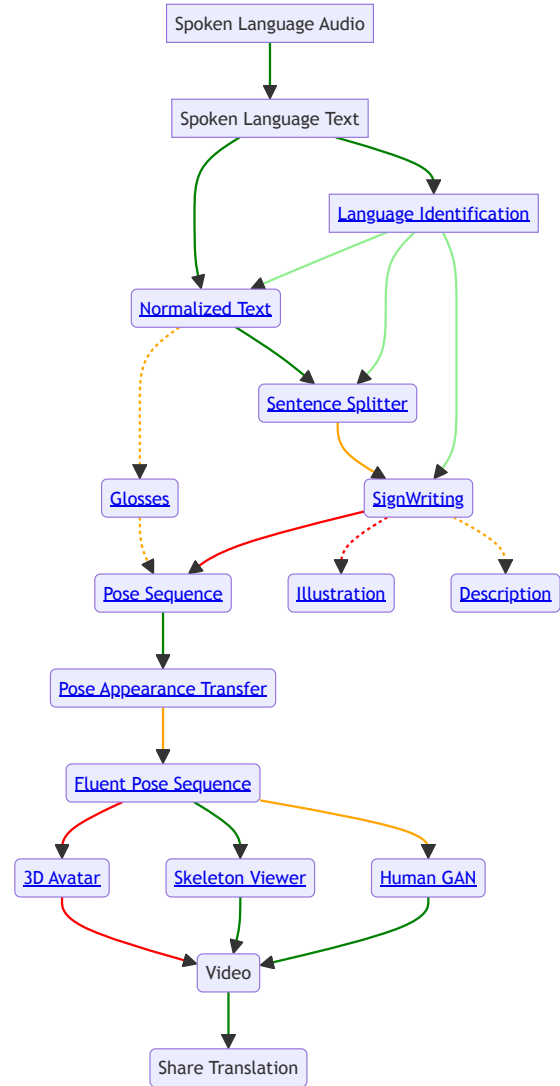 Spoken Language Audio
Spoken Language Text
Language Identification
Normalized Text
Sentence Splitter
Glosses
SignWriting
Pose Sequence
Illustration
Description
Pose Appearance Transfer
Fluent Pose Sequence
3D Avatar
Skeleton Viewer
Human GAN
Video
Share Translation